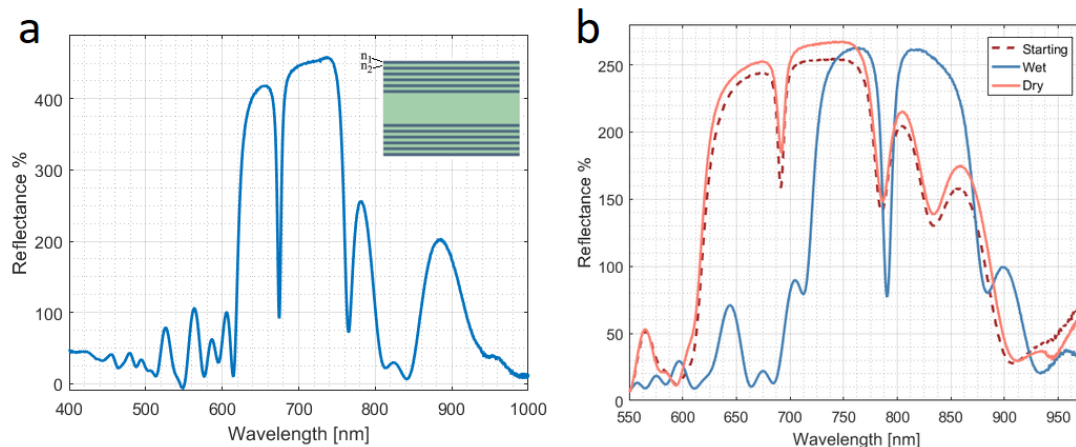 a
n1
n2
400
300
200
100
0
Reflectance %
400 500 600 700 800 900 1000
Wavelength [nm]
b
Starting
Wet
Dry
250
200
150
100
50
0
Reflectance %
550 600 650 700 750 800 850 900 950
Wavelength [nm]